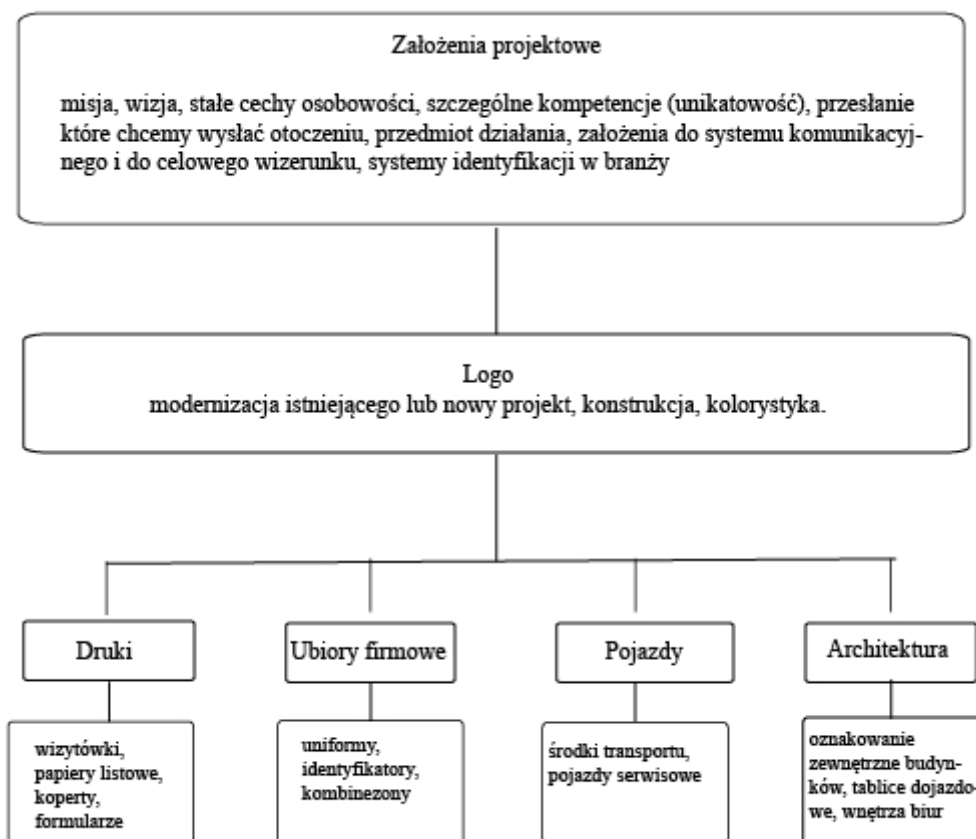 Założenia projektowe
misja, wizja, stałe cechy osobowości, szczególne kompetencje (unikatowość), przesłanie
które chcemy wysłać otoczeniu, przedmiot działania, założenia do systemu komunikacyj-
nego i do celowego wizerunku, systemy identyfikacji w branży
Logo
modernizacja istniejącego lub nowy projekt, konstrukcja, kolorystyka.
Druki
Ubiory firmowe
Pojazdy
Architektura
wizytówki,
papiery listowe,
koperty,
formularze
uniformy,
identyfikatory,
kombinezony
środki transportu,
pojazdy serwisowe
oznakowanie
zewnętrzne budyn-
ków, tablice dojazdo-
we, wnętrza biur